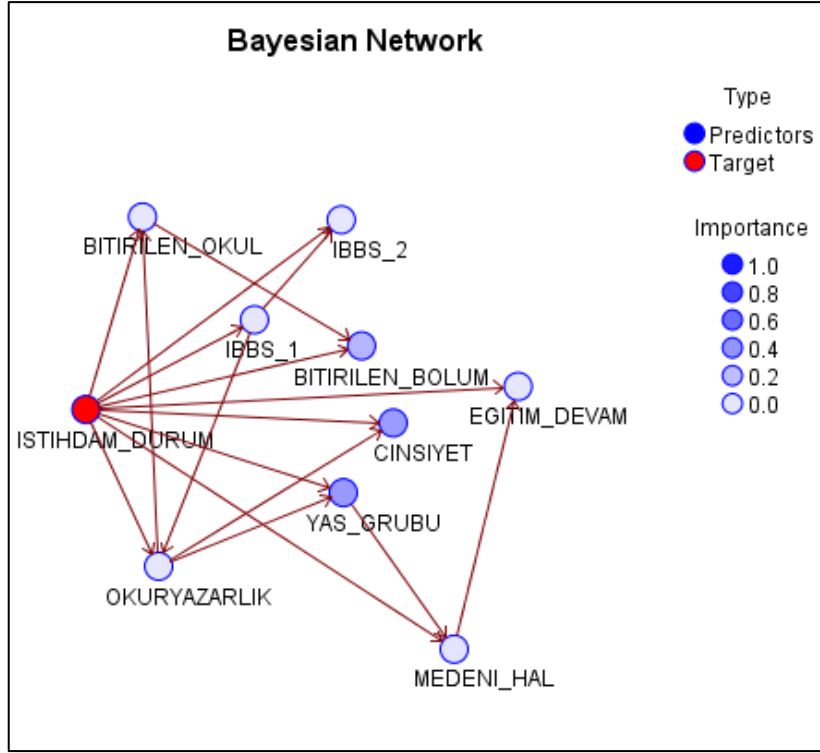 Bayesian Network
Type
Predictors
Target
Importance
1.0
0.8
0.6
0.4
0.2
0.0
BITIRILEN_OKUL
IBBS_2
IBBS_1
BITIRILEN_BOLUM
EGITIM_DEVAM
ISTIHDAM_DURUM
CINSIYET
YAS_GRUBU
OKURYAZARLIK
MEDENI_HAL